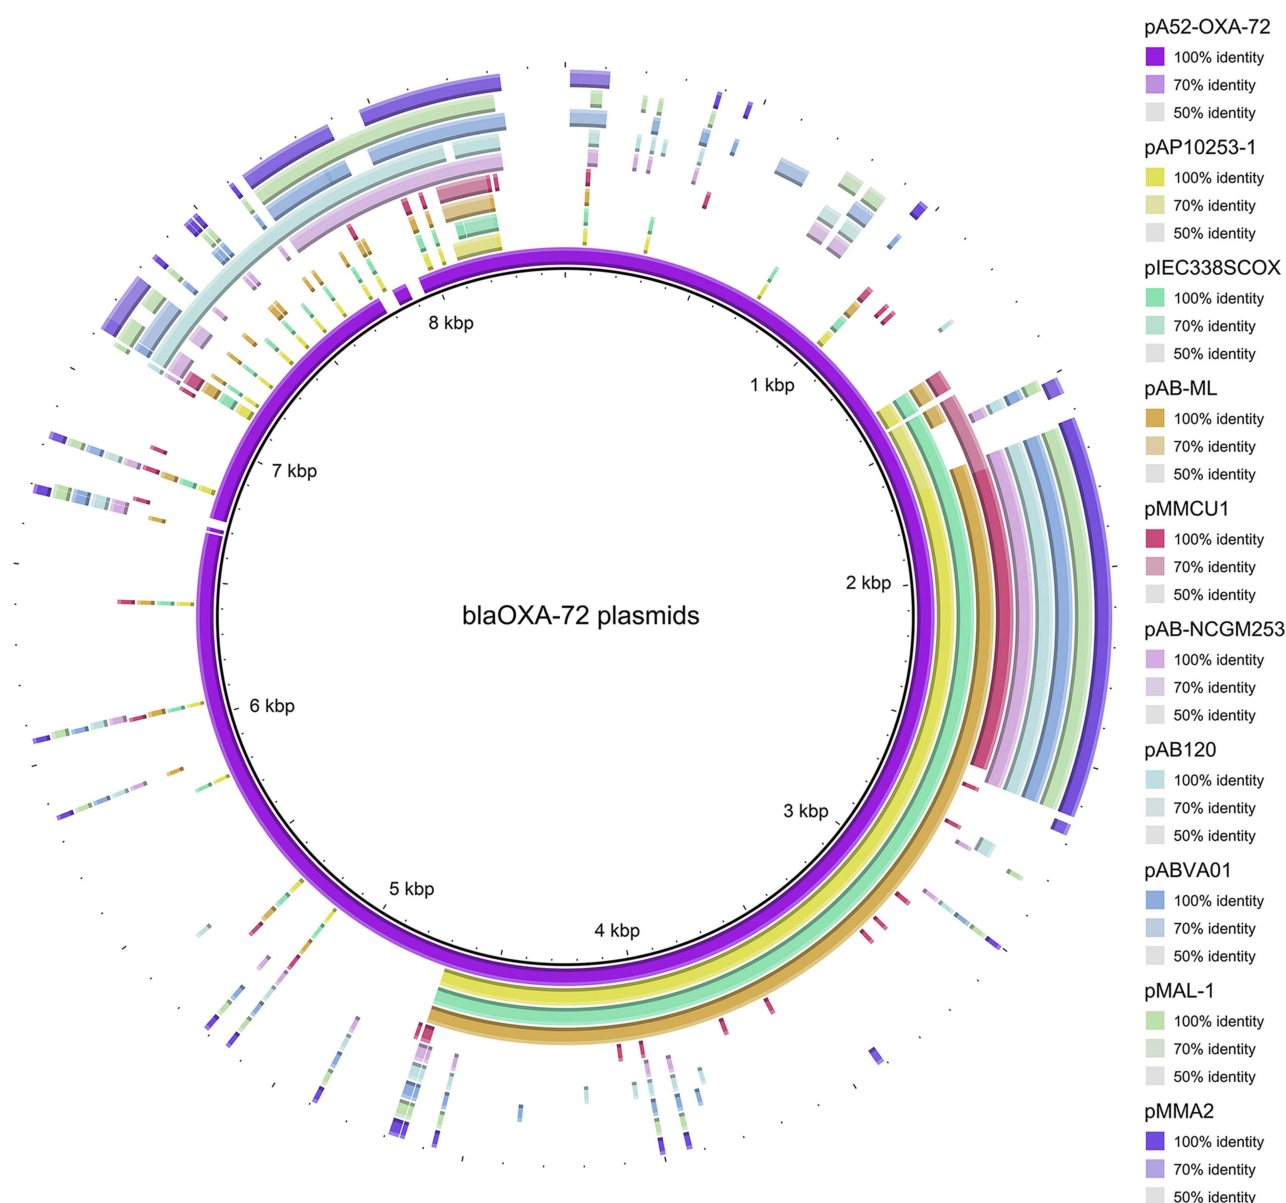 8 kbp
1 kbp
7 kbp
2 kbp
blaOXA-72 plasmids
6 kbp
3 kbp
5 kbp
4 kbp
pA52-OXA-72
100% identity
70% identity
50% identity
pAP10253-1
100% identity
70% identity
50% identity
pIEC338SCOX
100% identity
70% identity
50% identity
pAB-ML
100% identity
70% identity
50% identity
pMMCU1
100% identity
70% identity
50% identity
pAB-NCGM253
100% identity
70% identity
50% identity
pAB120
100% identity
70% identity
50% identity
pABVA01
100% identity
70% identity
50% identity
pMAL-1
100% identity
70% identity
50% identity
pMMA2
100% identity
70% identity
50% identity